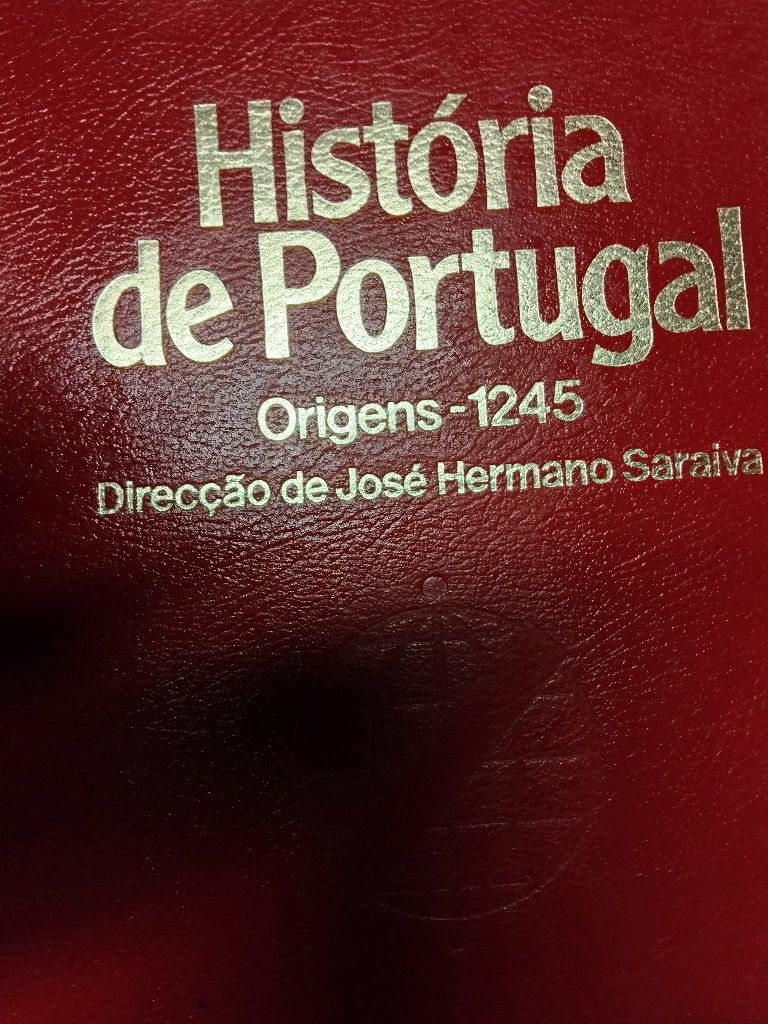 História
de Portugal
Origens-1245
Direcção de José Hermano Saraiva